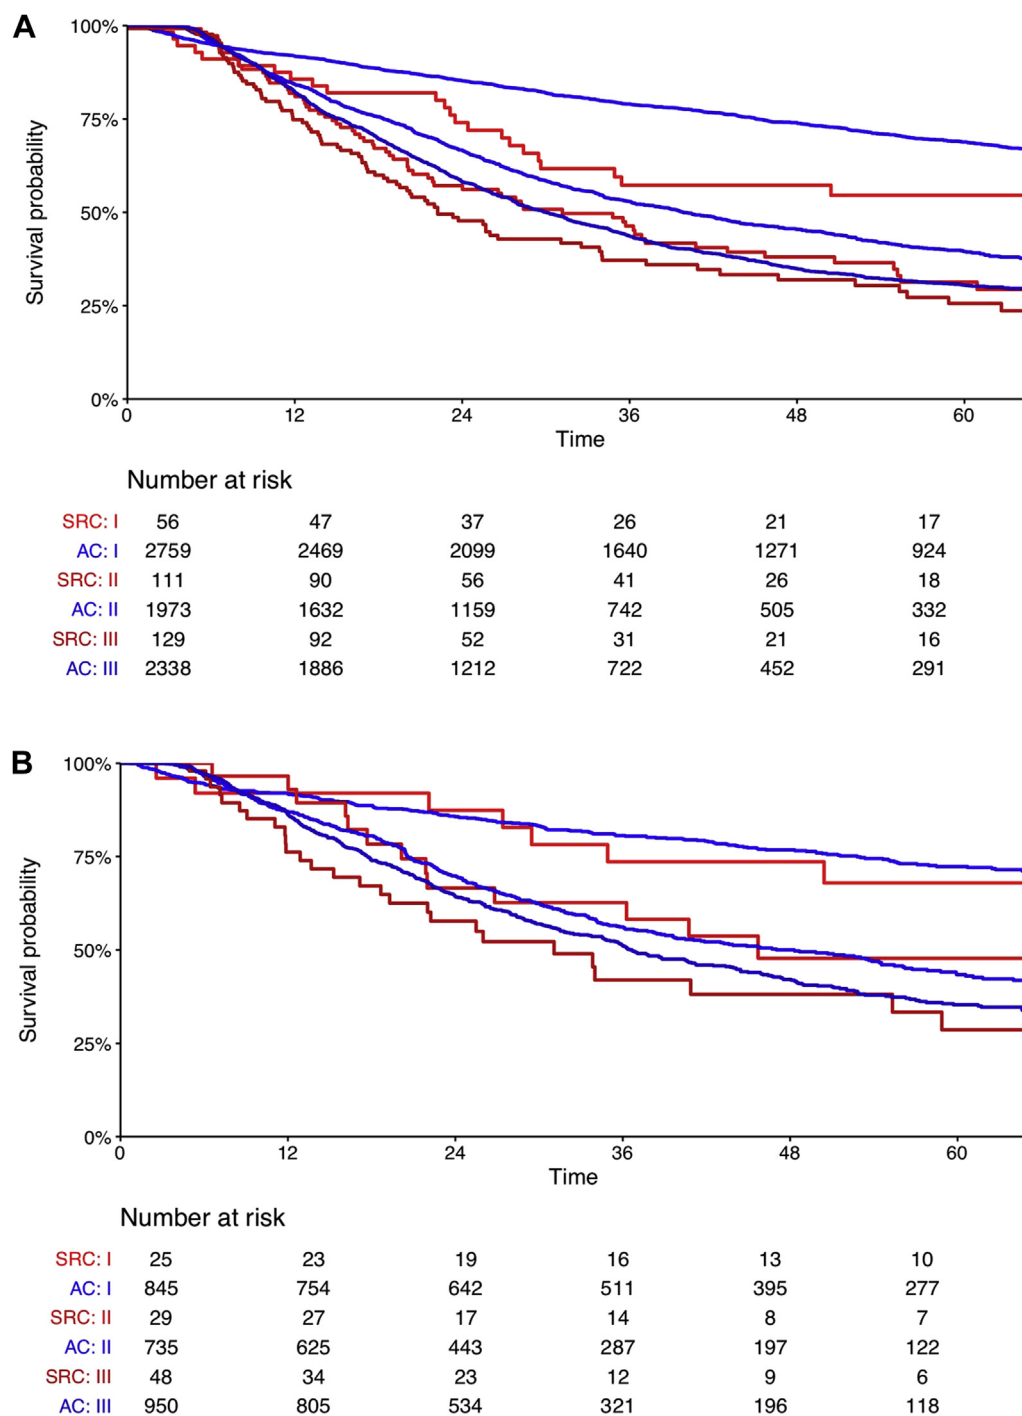 A
100%
75%
50%
25%
0%
Survival probability
0 12 24 36 48 60
Time
Number at risk
SRC: I 56 47 37 26 21 17
AC: I 2759 2469 2099 1640 1271 924
SRC: II 111 90 56 41 26 18
AC: II 1973 1632 1159 742 505 332
SRC: III 129 92 52 31 21 16
AC: III 2338 1886 1212 722 452 291
B
100%
75%
50%
25%
0%
Survival probability
0 12 24 36 48 60
Time
Number at risk
SRC: I 25 23 19 16 13 10
AC: I 845 754 642 511 395 277
SRC: II 29 27 17 14 8 7
AC: II 735 625 443 287 197 122
SRC: III 48 34 23 12 9 6
AC: III 950 805 534 321 196 118